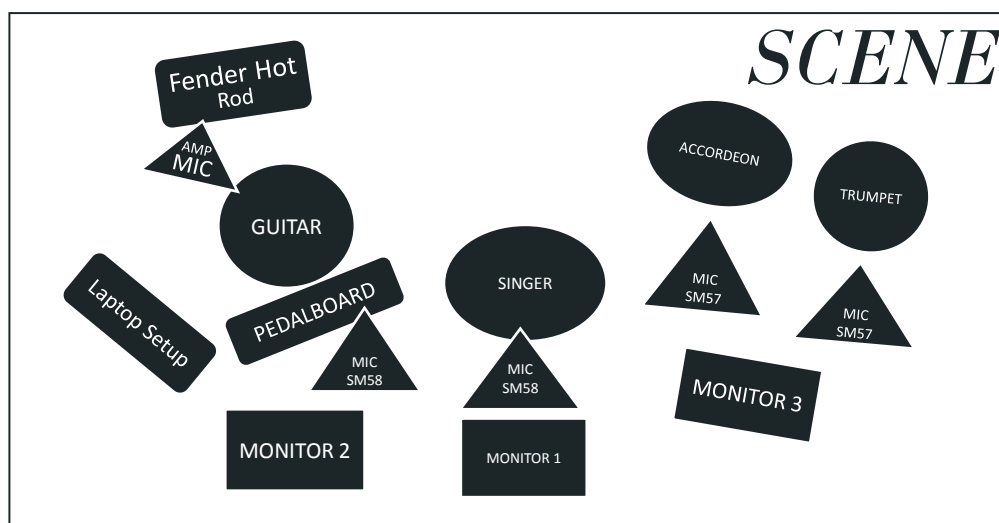 SCENE
Fender Hot
Rod
AMP
MIC
GUITAR
ACCORDEON
TRUMPET
Laptop Setup
PEDALBOARD
SINGER
MIC
SM57
MIC
SM57
MIC
SM58
MIC
SM58
MONITOR 2
MONITOR 1
MONITOR 3